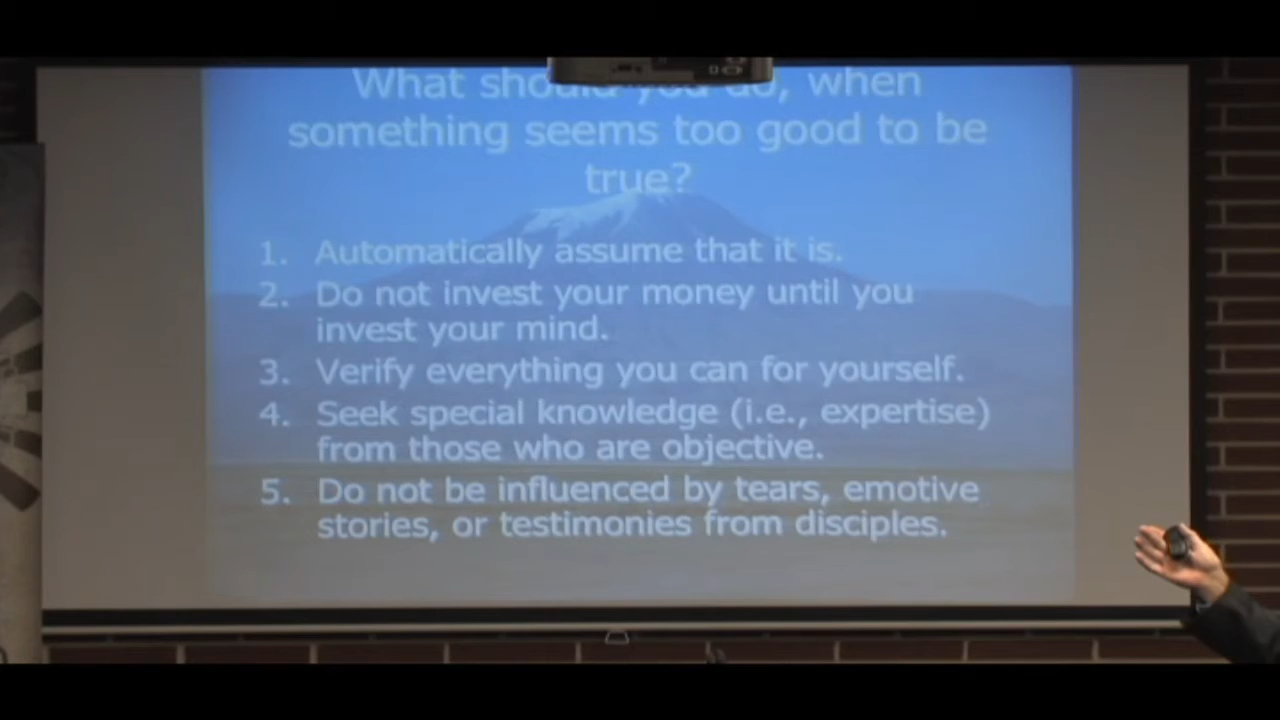 What should you do, when
something seems too good to be
true?
1. Automatically assume that it is.
2. Do not invest your money until you
invest your mind.
3. Verify everything you can for yourself.
4. Seek special knowledge (i.e., expertise)
from those who are objective.
5. Do not be influenced by tears, emotive
stories, or testimonies from disciples.